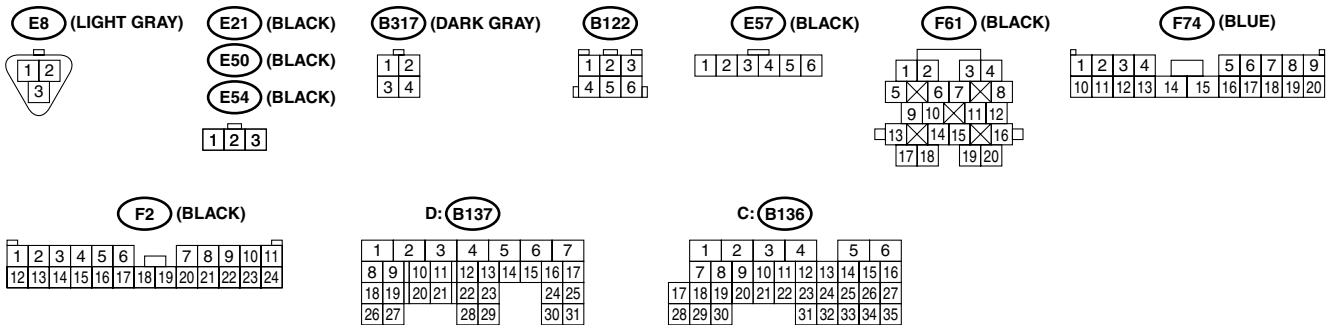 E8 (LIGHT GRAY) E21 (BLACK) B317 (DARK GRAY) B122 E57 (BLACK) F61 (BLACK) F74 (BLUE)
E50 (BLACK)
E54 (BLACK)
1 2
3
1 2 3
1 2
3 4
1 2 3
4 5 6
1 2 3 4 5 6
1 2 3 4
5 6 7 8
9 10 11 12
13 14 15 16
17 18 19 20
1 2 3 4 5 6 7 8 9
10 11 12 13 14 15 16 17 18 19 20
F2 (BLACK) D: B137 C: B136
1 2 3 4 5 6 7 8 9 10 11
12 13 14 15 16 17 18 19 20 21 22 23 24
1 2 3 4 5 6 7
8 9 10 11 12 13 14 15 16 17
18 19 20 21 22 23 24 25
26 27 28 29 30 31
1 2 3 4 5 6
7 8 9 10 11 12 13 14 15 16
17 18 19 20 21 22 23 24 25 26 27
28 29 30 31 32 33 34 35